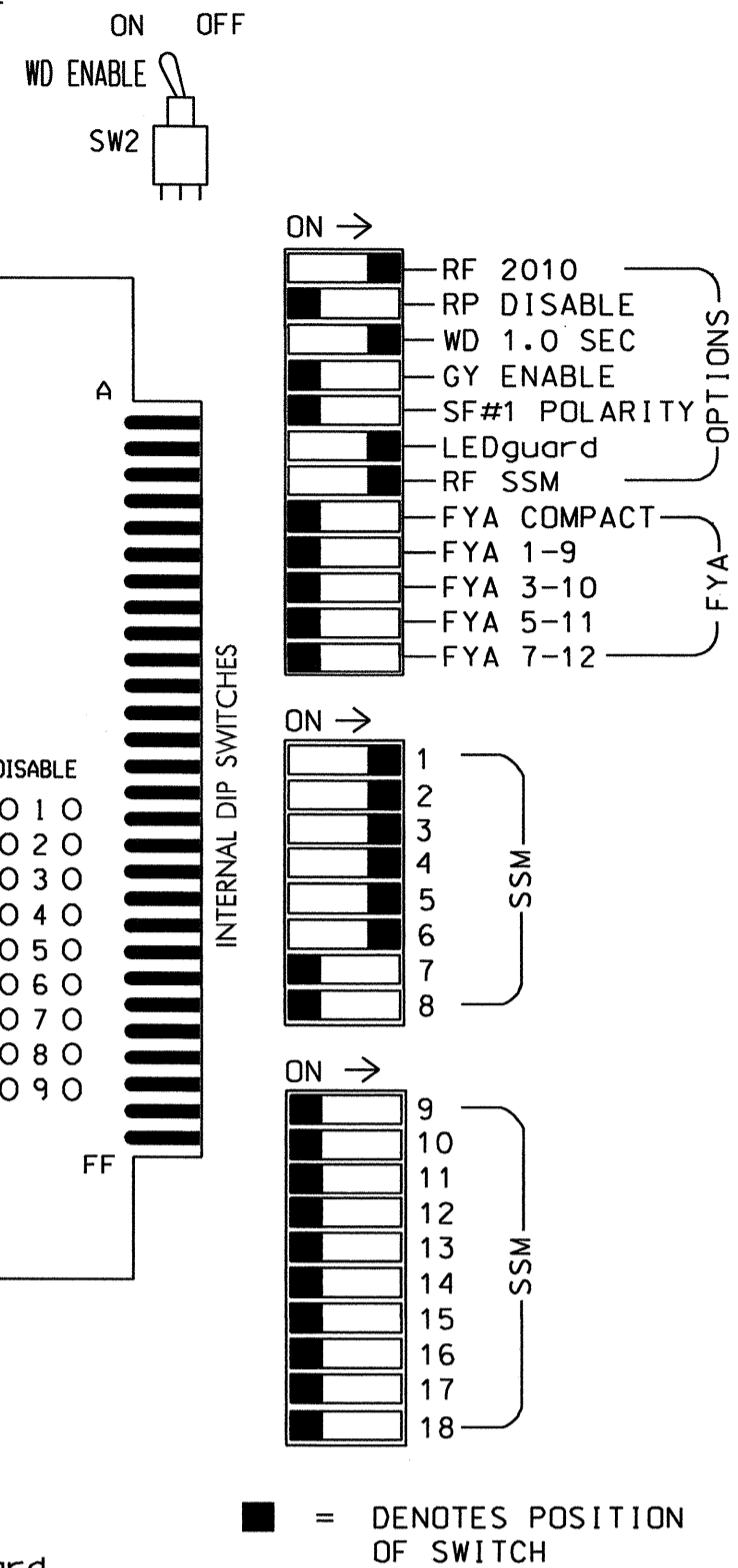 ON OFF
WD ENABLE
SW2
ON →
RF 2010
RP DISABLE
WD 1.0 SEC
GY ENABLE
SF#1 POLARITY
LEDguard
RF SSM
OPTIONS
FYA COMPACT
FYA 1-9
FYA 3-10
FYA 5-11
FYA 7-12
FYA
A
FF
INTERNAL DIP SWITCHES
DISABLE
O 1 O
O 2 O
O 3 O
O 4 O
O 5 O
O 6 O
O 7 O
O 8 O
O 9 O
ON →
1
2
3
4
5
6
7
8
SSM
ON →
9
10
11
12
13
14
15
16
17
18
SSM
= DENOTES POSITION
OF SWITCH